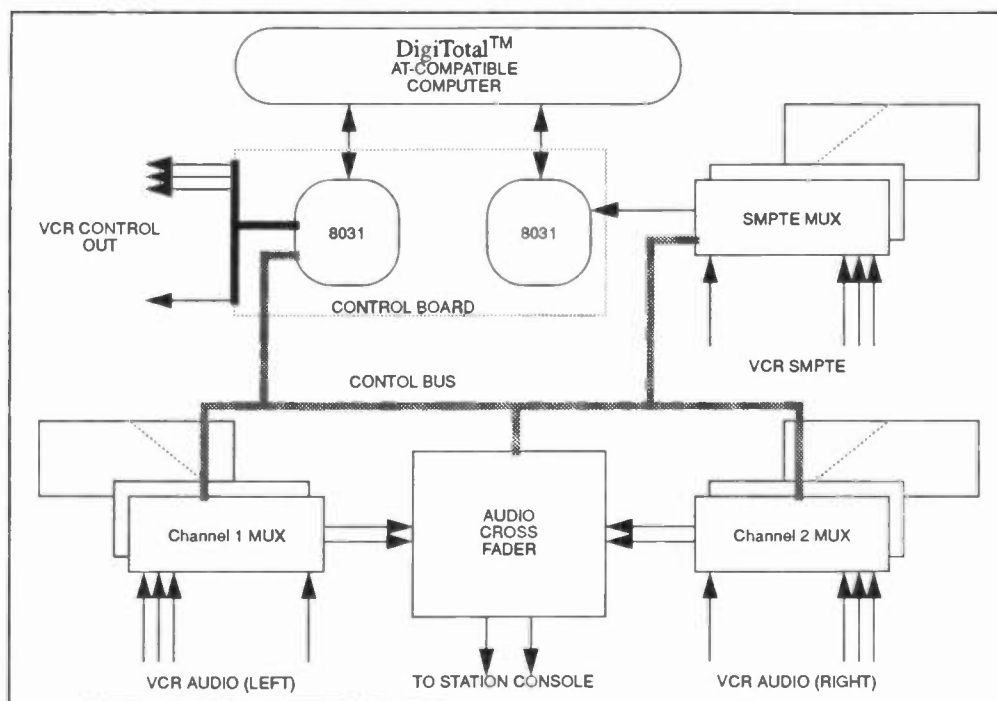 DigiTotal™
AT-COMPATIBLE
COMPUTER
VCR CONTROL
OUT
8031
8031
SMPTE MUX
CONTROL BOARD
VCR SMPTE
CONTOL BUS
Channel 1 MUX
AUDIO
CROSS
FADER
Channel 2 MUX
VCR AUDIO (LEFT)
TO STATION CONSOLE
VCR AUDIO (RIGHT)